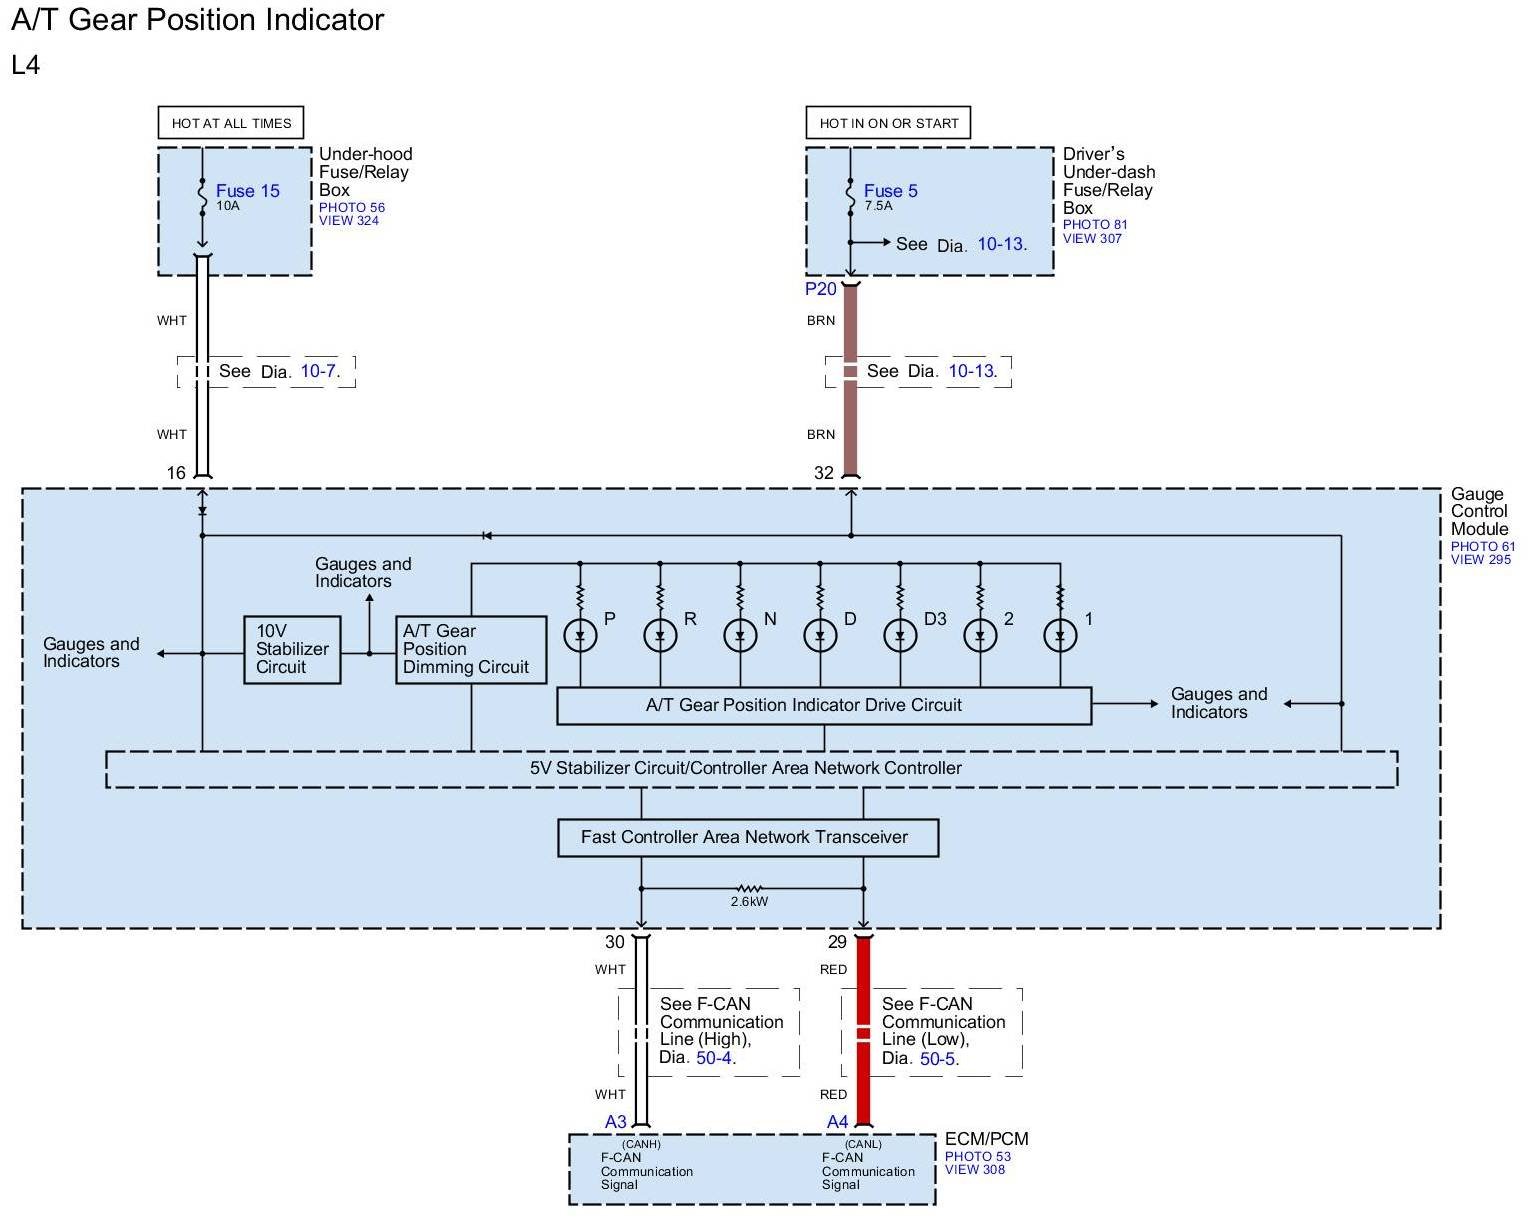 A/T Gear Position Indicator
L4
HOT AT ALL TIMES
Under-hood
Fuse/Relay
Box
PHOTO 56
VIEW 324
Fuse 15
10A
HOT IN ON OR START
Driver's
Under-dash
Fuse/Relay
Box
PHOTO 81
VIEW 307
Fuse 5
7.5A
See Dia. 10-13.
P20
WHT
See Dia. 10-7.
WHT
16
BRN
See Dia. 10-13.
BRN
32
Gauge
Control
Module
PHOTO 61
VIEW 295
Gauges and
Indicators
Gauges and
Indicators
10V
Stabilizer
Circuit
A/T Gear
Position
Dimming Circuit
P
R
N
D
D3
2
1
A/T Gear Position Indicator Drive Circuit
Gauges and
Indicators
5V Stabilizer Circuit/Controller Area Network Controller
Fast Controller Area Network Transceiver
2.6kW
30
WHT
See F-CAN
Communication
Line (High),
Dia. 50-4.
WHT
A3
29
RED
See F-CAN
Communication
Line (Low),
Dia. 50-5.
RED
A4
(CANH)
F-CAN
Communication
Signal
(CANL)
F-CAN
Communication
Signal
ECM/PCM
PHOTO 53
VIEW 308